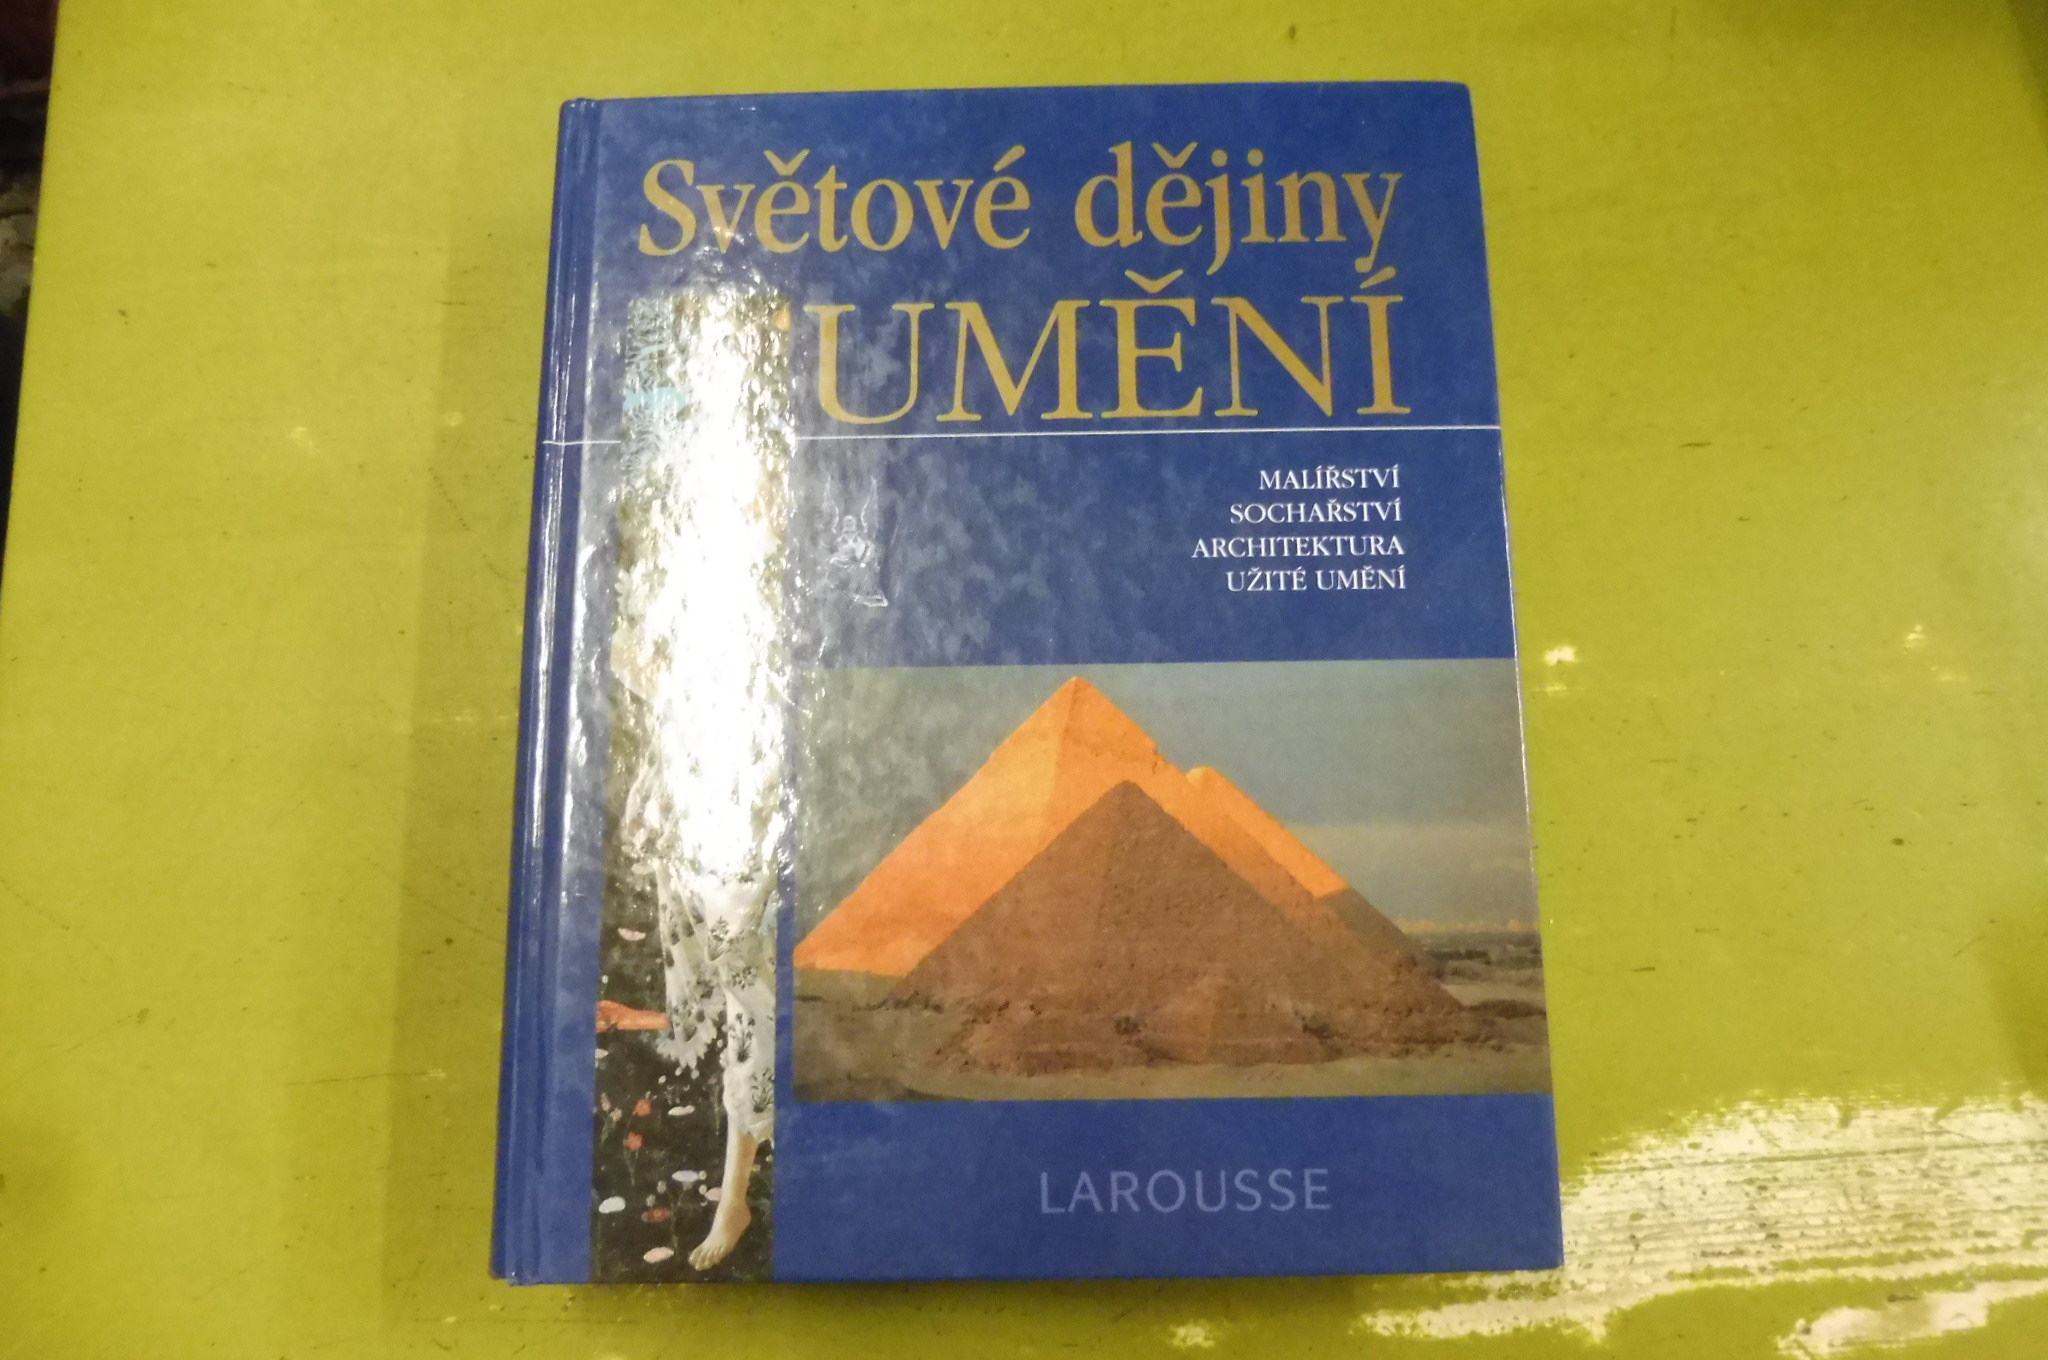 Světové dějiny
UMĚNÍ
MALÍŘSTVÍ
SOCHAŘSTVÍ
ARCHITEKTURA
UŽITÉ UMĚNÍ
LAROUSSE